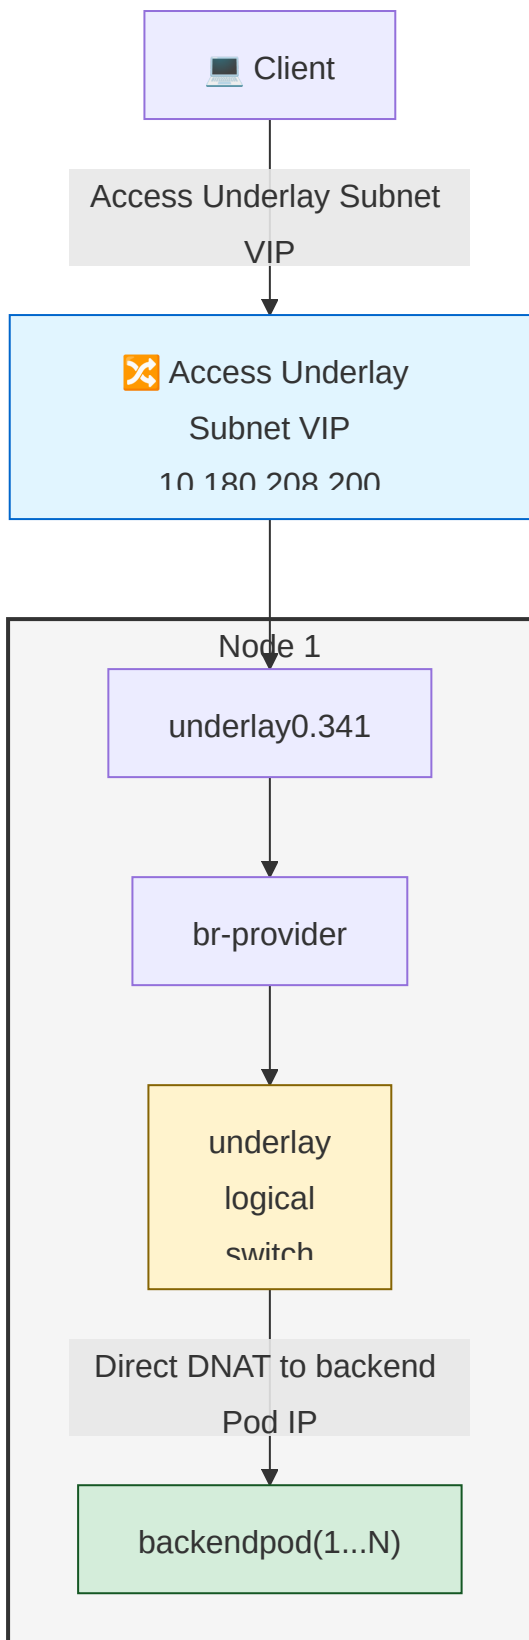 💻 Client
Access Underlay Subnet
VIP
🔀 Access Underlay
Subnet VIP
10.180.208.200
Node 1
underlay0.341
br-provider
underlay
logical
switch
Direct DNAT to backend
Pod IP
backendpod(1...N)